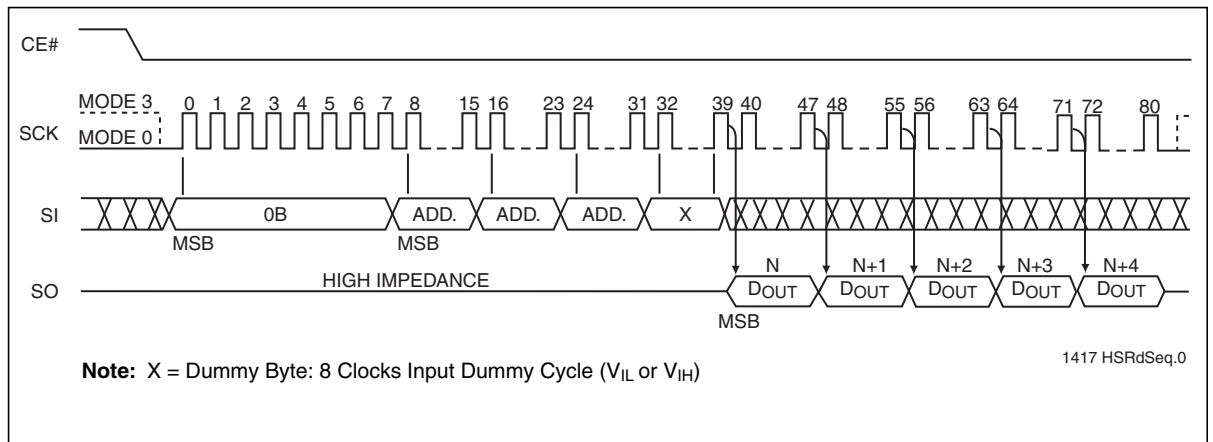 CE#
MODE 3 0 1 2 3 4 5 6 7 8 15 16 23 24 31 32 39 40 47 48 55 56 63 64 71 72 80
SCK MODE 0
SI 0B ADD. ADD. ADD. X
MSB MSB
N N+1 N+2 N+3 N+4
SO HIGH IMPEDANCE DOUT DOUT DOUT DOUT DOUT
MSB
1417 HSRdSeq.0
Note: X = Dummy Byte: 8 Clocks Input Dummy Cycle (VIL or VIH)